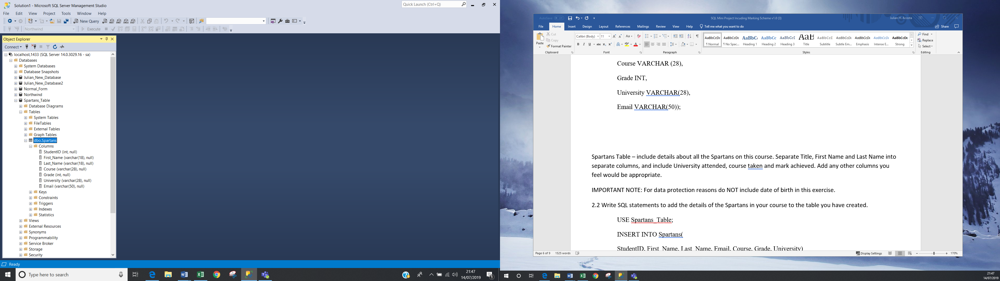 Solution1 - Microsoft SQL Server Management Studio
Quick Launch (Ctrl+Q)
File Edit View Project Tools Window Help
New Query MDX DMX XMLA DAX
Northwind Execute
Object Explorer
Connect
localhost,1433 (SQL Server 14.0.3029.16 - sa)
Databases
System Databases
Database Snapshots
Julian_New_Database
Julian_New_Database2
Normal_Form
Northwind
Spartans_Table
Database Diagrams
Tables
System Tables
FileTables
External Tables
Graph Tables
dbo.Spartans
Columns
StudentID (int, null)
First_Name (varchar(18), null)
Last_Name (varchar(18), null)
Course (varchar(28), null)
Grade (int, null)
University (varchar(28), null)
Email (varchar(50), null)
Keys
Constraints
Triggers
Indexes
Statistics
Views
External Resources
Synonyms
Programmability
Service Broker
Storage
Security
Ready
Type here to search
21:47
14/07/2019
1
AutoSave Off
SQL Mini Project Incuding Marking Scheme v1.0 (3)
Julian H. Acosta
File Home Insert Design Layout References Mailings Review View Help Tell me what you want to do Share
Paste Cut
Copy
Format Painter
Clipboard
Calibri (Body) 11
Font
Paragraph
AaBbCcDc AaBbCcDc AaBbCc AaBbCc AaBbCcD AaB AaBbCcD AaBbCcDc AaBbCcDc AaBbCcDc AaBbCcDc
¶ Normal ¶ No Spac... Heading 1 Heading 2 Heading 3 Title Subtitle Subtle Em... Emphasis Intense E... Strong
Styles
Find
Replace
Select
Editing
Course VARCHAR (28),
Grade INT,
University VARCHAR(28),
Email VARCHAR(50));
Spartans Table – include details about all the Spartans on this course. Separate Title, First Name and Last Name into
separate columns, and include University attended, course taken and mark achieved. Add any other columns you
feel would be appropriate.
IMPORTANT NOTE: For data protection reasons do NOT include date of birth in this exercise.
2.2 Write SQL statements to add the details of the Spartans in your course to the table you have created.
USE Spartans_Table;
INSERT INTO Spartans(
StudentID, First_Name, Last_Name, Email, Course, Grade, University)
Page 6 of 9 1525 words
Display Settings 170%
21:47
14/07/2019